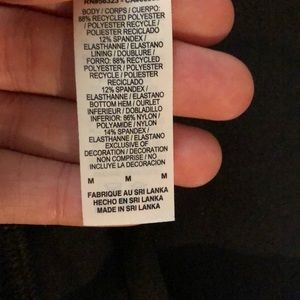 BODY / CORPS / CUERPO:
88% RECYCLED POLYESTER
/ POLYESTER RECYCLE /
POLYESTER RECICLADO
12% SPANDEX /
ELASTHANNE / ELASTANO
LINING / DOUBLURE /
FORRO: 88% RECYCLED
POLYESTER / POLYESTER
RECYCLE / POLIESTER
RECICLADO
12% SPANDEX /
ELASTHANNE / ELASTANO
BOTTOM HEM / OURLET
INFERIEUR / DOBLADILLO
INFERIOR: 86% NYLON /
POLYAMIDE / NYLON
14% SPANDEX /
ELASTHANNE / ELASTANO
EXCLUSIVE OF
DECORATION / DECORATION
NON COMPRISE / NO
INCLUYE LA DECORACION
M M M
FABRIQUE AU SRI LANKA
HECHO EN SRI LANKA
MADE IN SRI LANKA